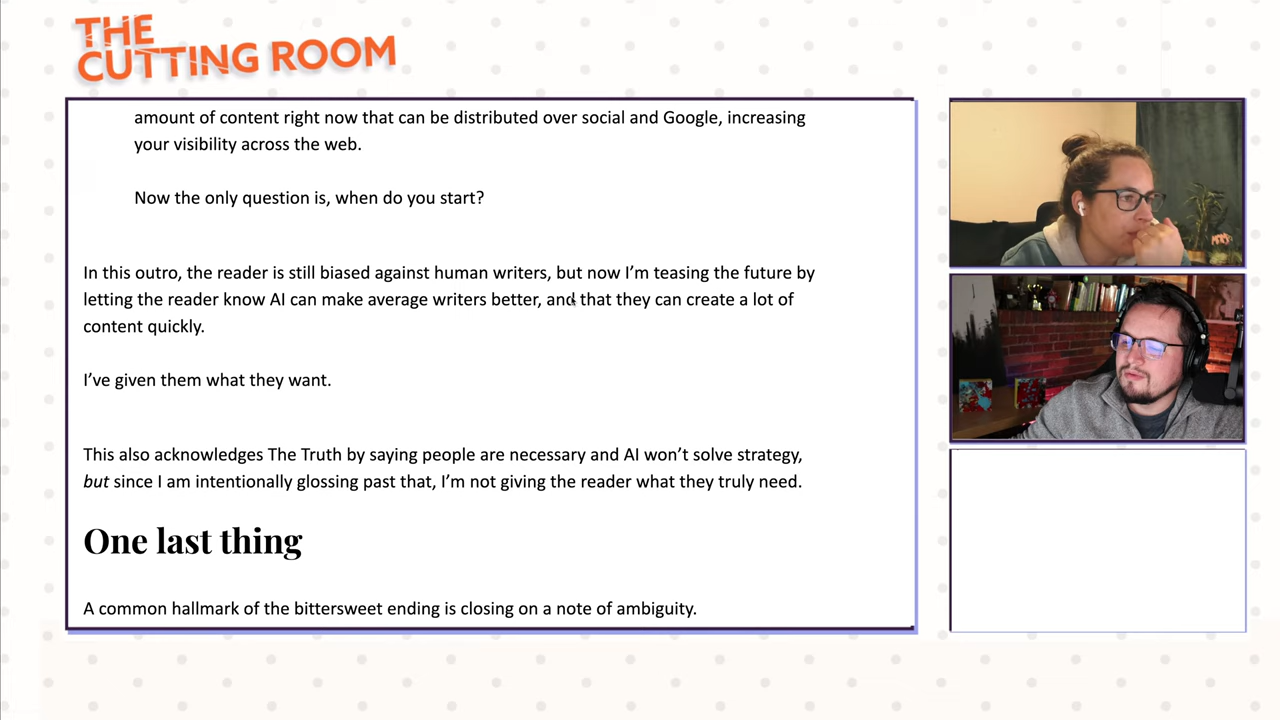 THE
CUTTING ROOM
amount of content right now that can be distributed over social and Google, increasing
your visibility across the web.
Now the only question is, when do you start?
In this outro, the reader is still biased against human writers, but now I’m teasing the future by
letting the reader know AI can make average writers better, and that they can create a lot of
content quickly.
I’ve given them what they want.
This also acknowledges The Truth by saying people are necessary and AI won’t solve strategy,
but since I am intentionally glossing past that, I’m not giving the reader what they truly need.
One last thing
A common hallmark of the bittersweet ending is closing on a note of ambiguity.